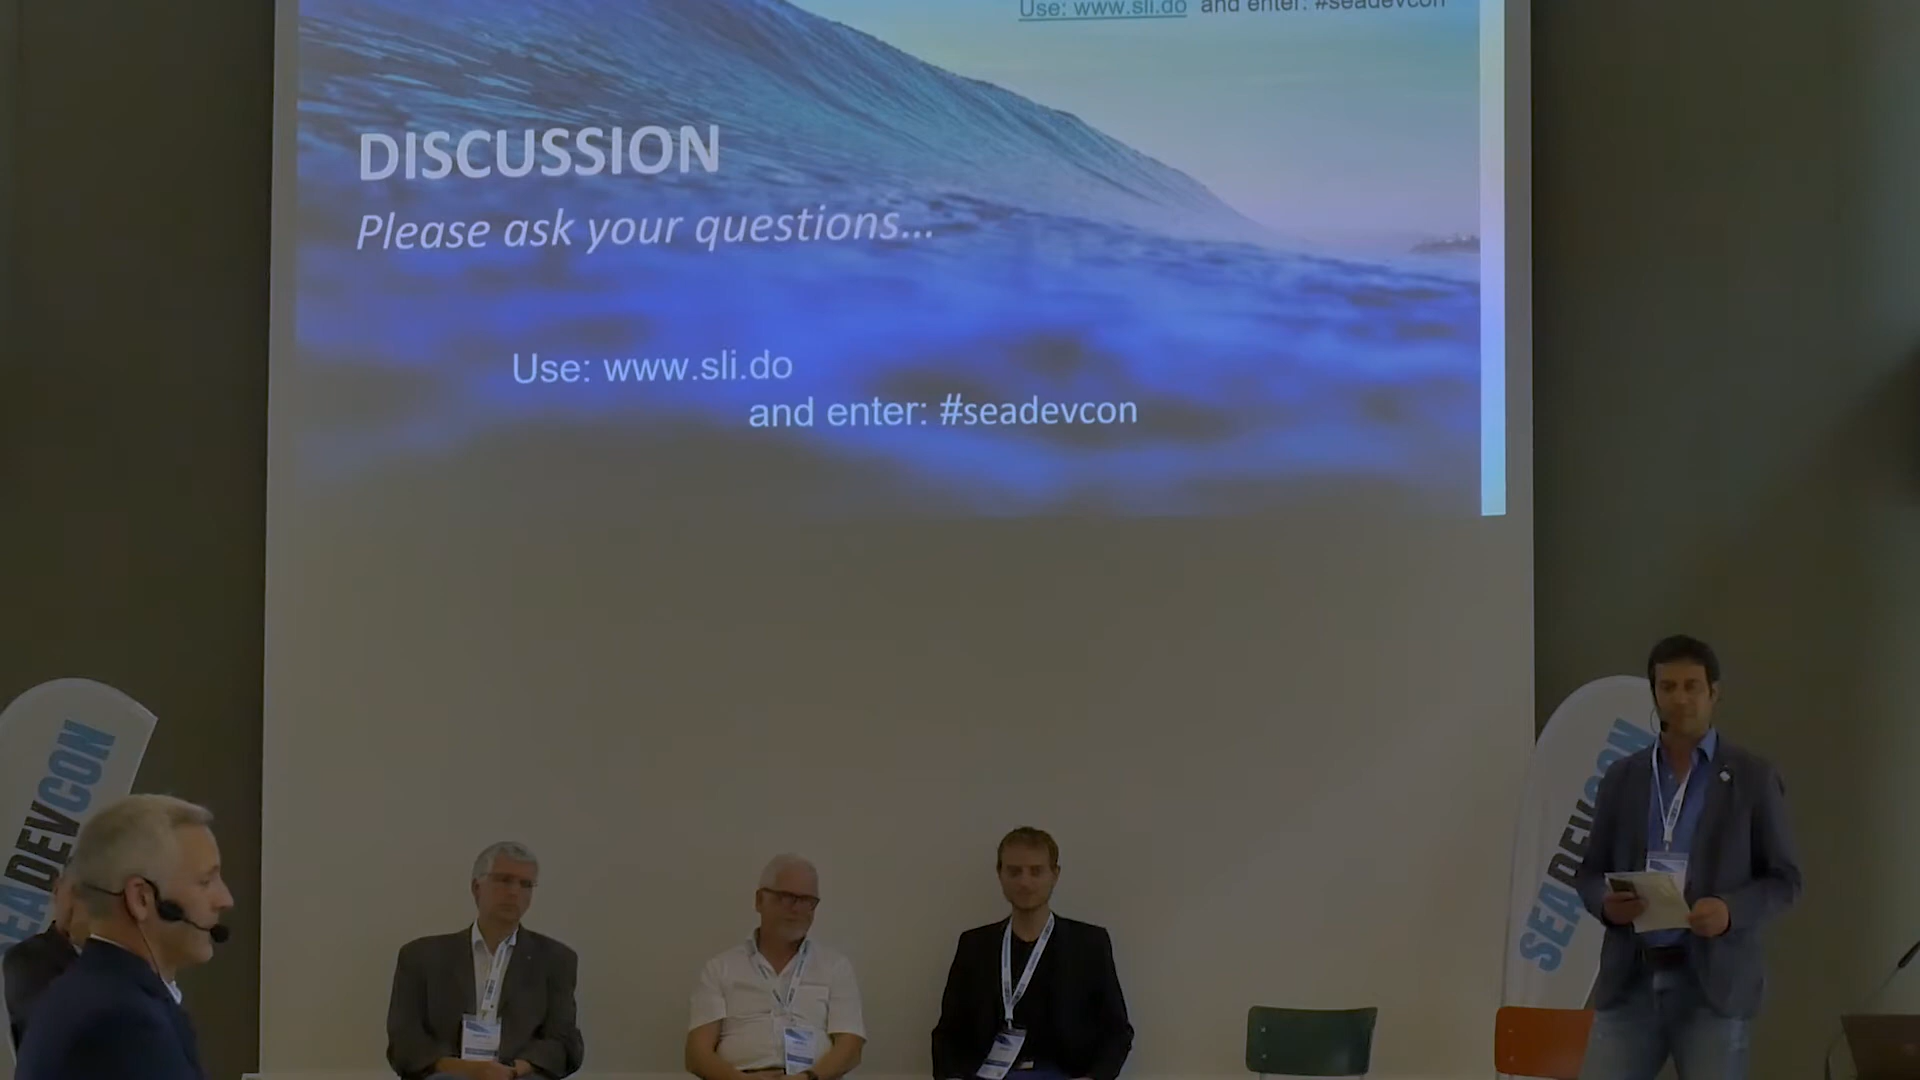 Use: www.sli.do and enter: #seadevcon
DISCUSSION
Please ask your questions...
Use: www.sli.do
and enter: #seadevcon
SEADEVCON
SEADEVCON